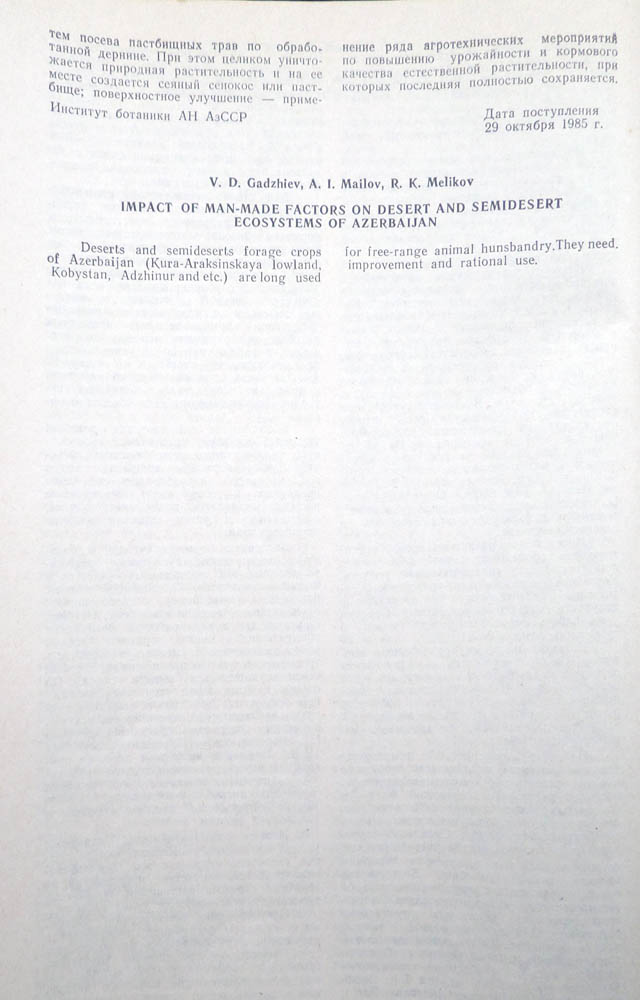 тем посева пастбищных трав по обрабо-
танной дернине. При этом целиком уничто-
жается природная растительность и на ее
месте создается сеяный сенокос или паст-
бище; поверхностное улучшение — приме-
нение ряда агротехнических мероприятий
по повышению урожайности и кормового
качества естественной растительности, при
которых последняя полностью сохраняется.
Институт ботаники АН АзССР
Дата поступления
29 октября 1985 г.
V. D. Gadzhiev, A. I. Mailov, R. K. Melikov
IMPACT OF MAN-MADE FACTORS ON DESERT AND SEMIDESERT
ECOSYSTEMS OF AZERBAIJAN
Deserts and semideserts forage crops
of Azerbaijan (Kura-Araksinskaya lowland,
Kobystan, Adzhinur and etc.) are long used
for free-range animal hunsbandry.They need.
improvement and rational use.